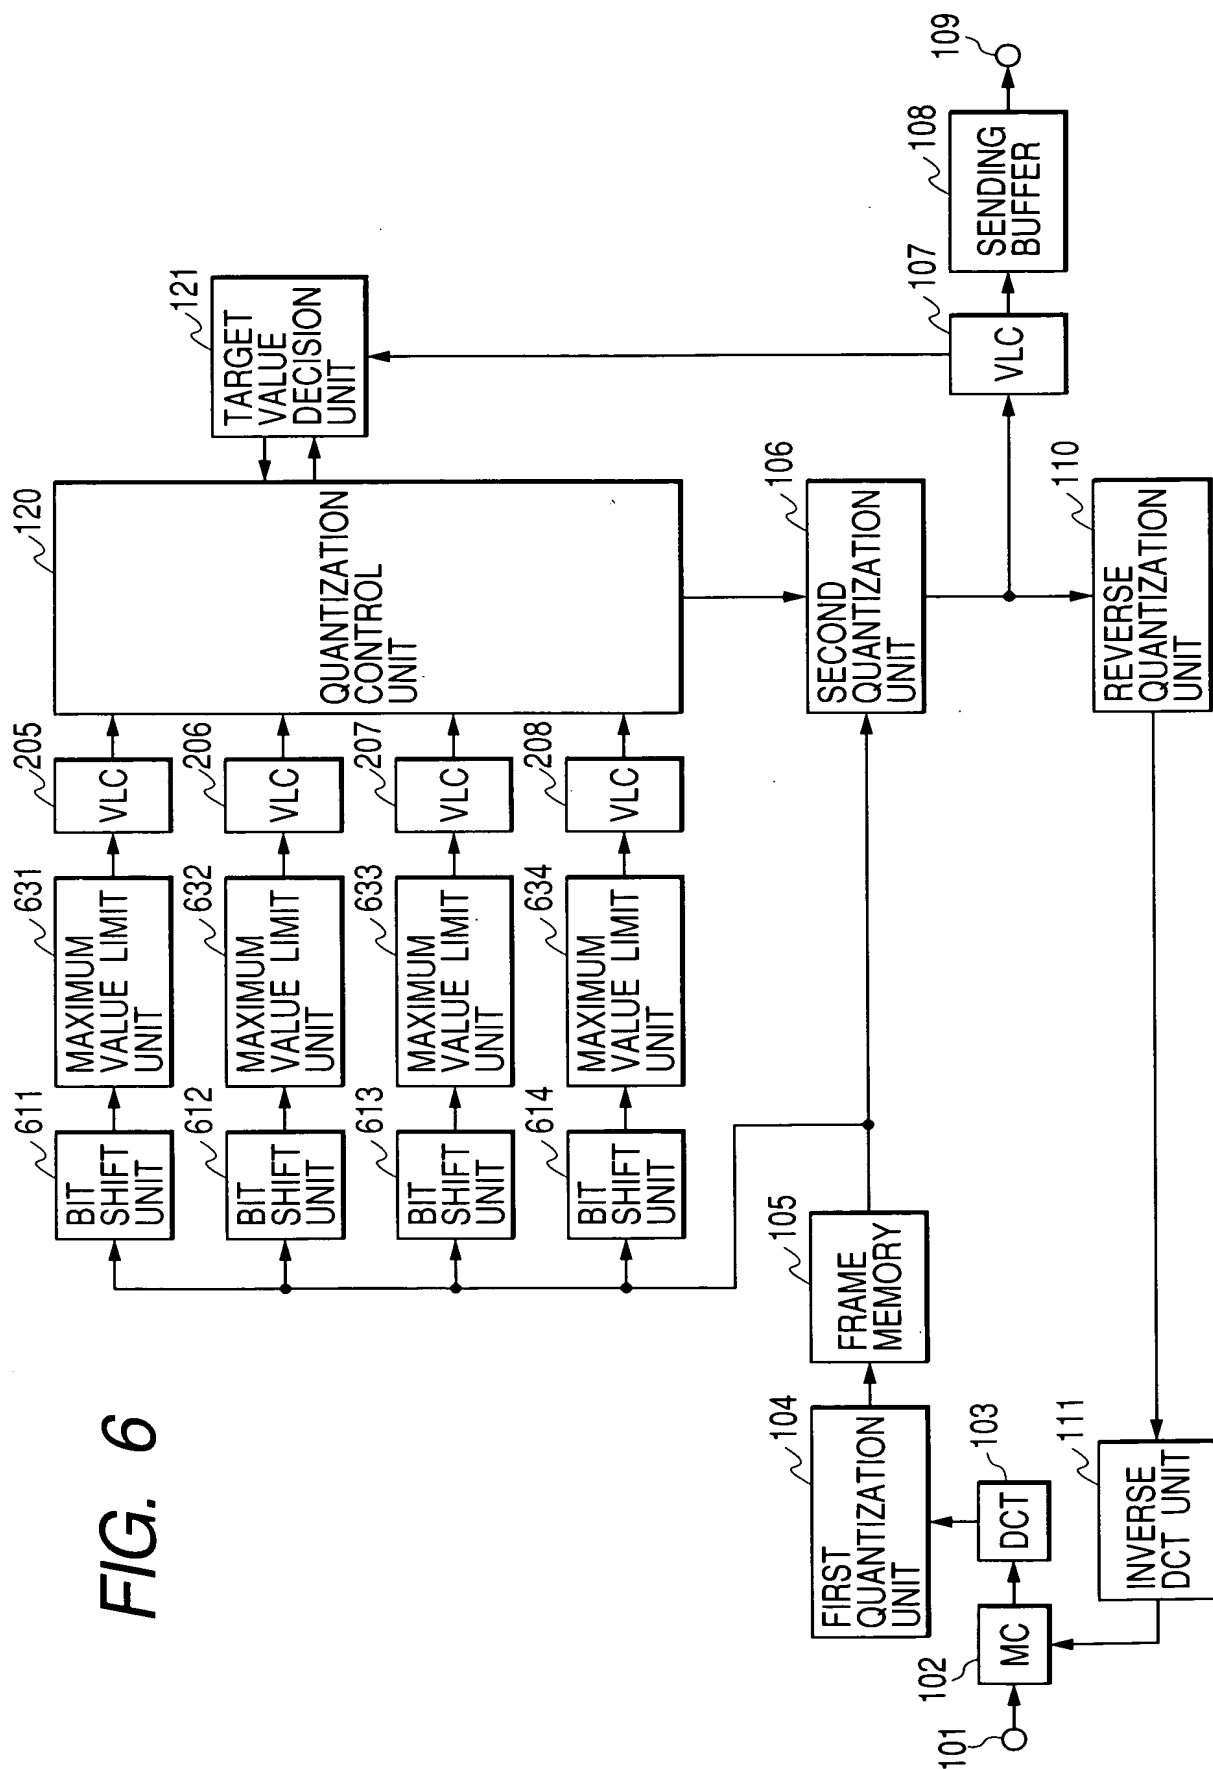 FIG. 6
611
BIT
SHIFT
UNIT
631
MAXIMUM
VALUE LIMIT
UNIT
205
VLC
612
BIT
SHIFT
UNIT
632
MAXIMUM
VALUE LIMIT
UNIT
206
VLC
613
BIT
SHIFT
UNIT
633
MAXIMUM
VALUE LIMIT
UNIT
207
VLC
614
BIT
SHIFT
UNIT
634
MAXIMUM
VALUE LIMIT
UNIT
208
VLC
120
QUANTIZATION
CONTROL
UNIT
121
TARGET
VALUE
DECISION
UNIT
104
FIRST
QUANTIZATION
UNIT
105
FRAME
MEMORY
106
SECOND
QUANTIZATION
UNIT
101
102
MC
103
DCT
107
VLC
108
SENDING
BUFFER
109
111
INVERSE
DCT UNIT
110
REVERSE
QUANTIZATION
UNIT